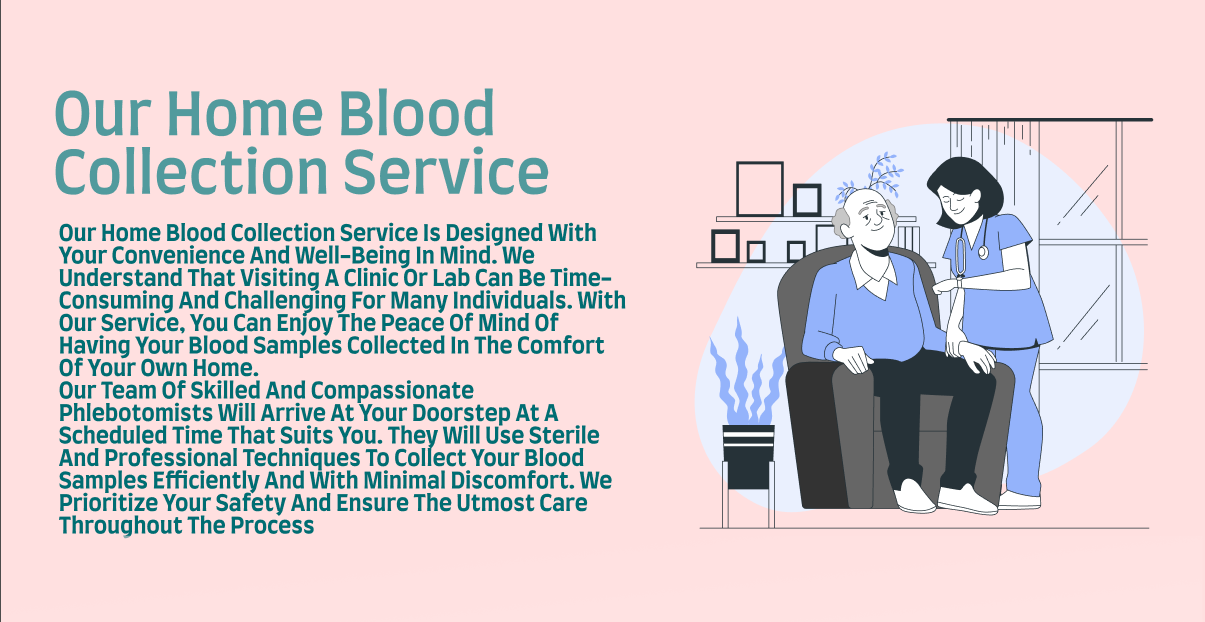 Our Home Blood
Collection Service
Our Home Blood Collection Service Is Designed With
Your Convenience And Well-Being In Mind. We
Understand That Visiting A Clinic Or Lab Can Be Time-
Consuming And Challenging For Many Individuals. With
Our Service, You Can Enjoy The Peace Of Mind Of
Having Your Blood Samples Collected In The Comfort
Of Your Own Home.
Our Team Of Skilled And Compassionate
Phlebotomists Will Arrive At Your Doorstep At A
Scheduled Time That Suits You. They Will Use Sterile
And Professional Techniques To Collect Your Blood
Samples Efficiently And With Minimal Discomfort. We
Prioritize Your Safety And Ensure The Utmost Care
Throughout The Process